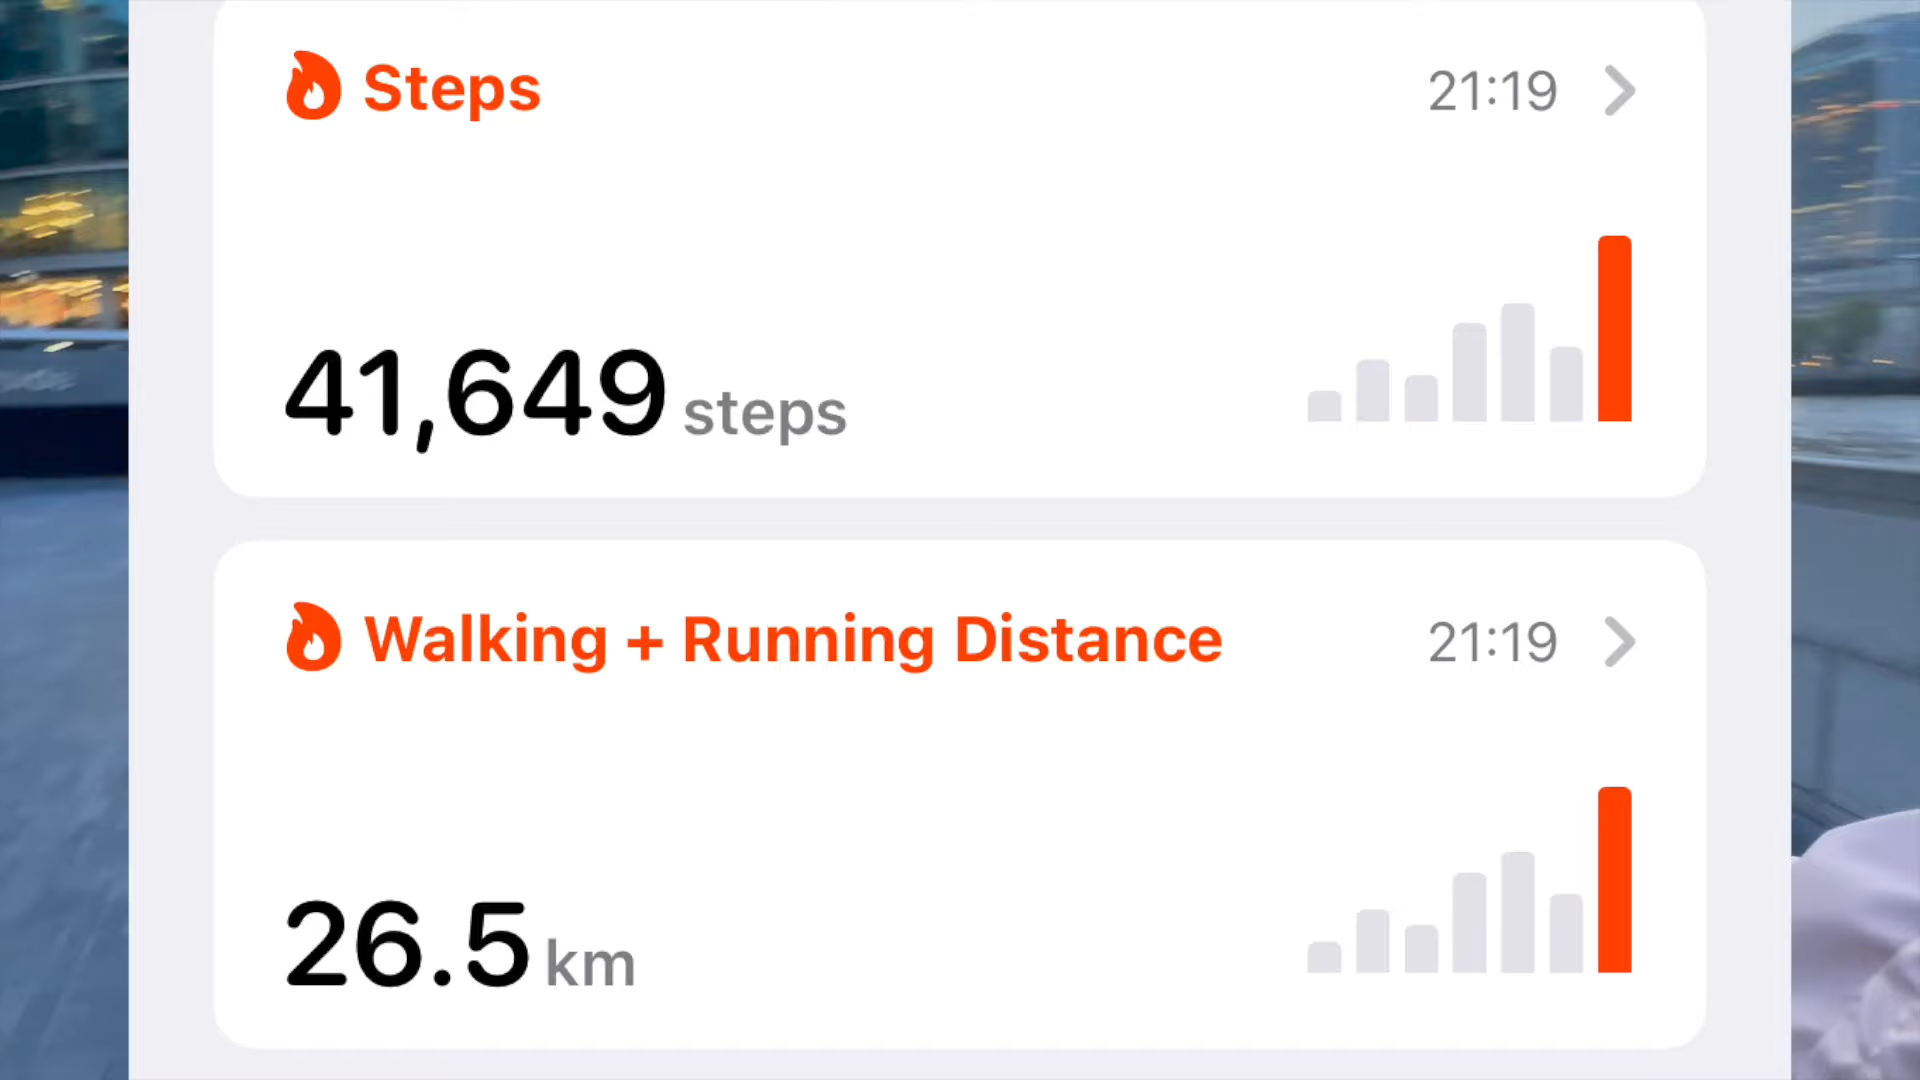 Steps
21:19
41,649 steps
Walking + Running Distance
21:19
26.5 km